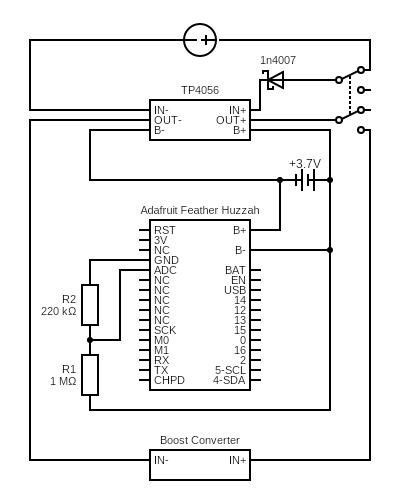 1n4007
TP4056
IN- IN+
OUT- OUT+
B- B+
+3.7V
Adafruit Feather Huzzah
RST B+
3V
NC B-
GND
ADC BAT
NC EN
NC USB
NC 14
NC 12
NC 13
SCK 15
M0 0
M1 16
RX 2
TX 5-SCL
CHPD 4-SDA
R2
220 kΩ
R1
1 MΩ
Boost Converter
IN- IN+